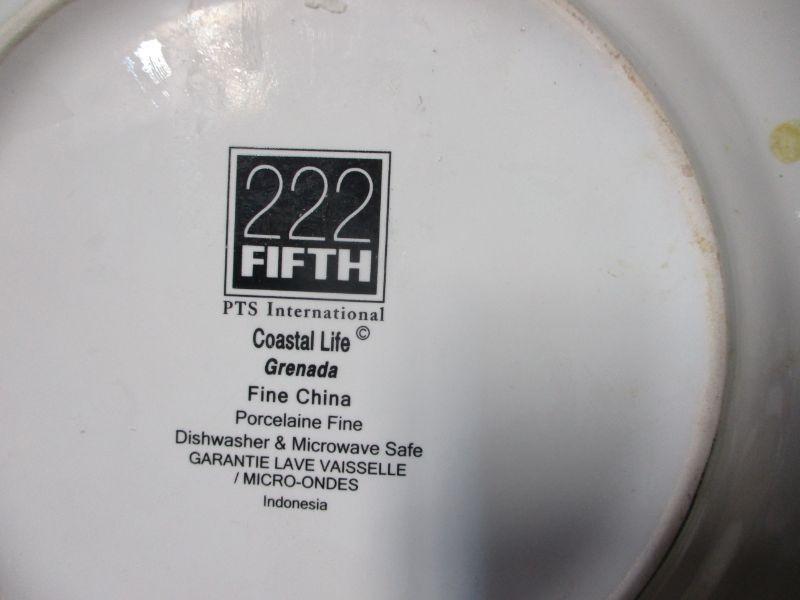 222
FIFTH
PTS International
Coastal Life ©
Grenada
Fine China
Porcelaine Fine
Dishwasher & Microwave Safe
GARANTIE LAVE VAISSELLE
/ MICRO-ONDES
Indonesia